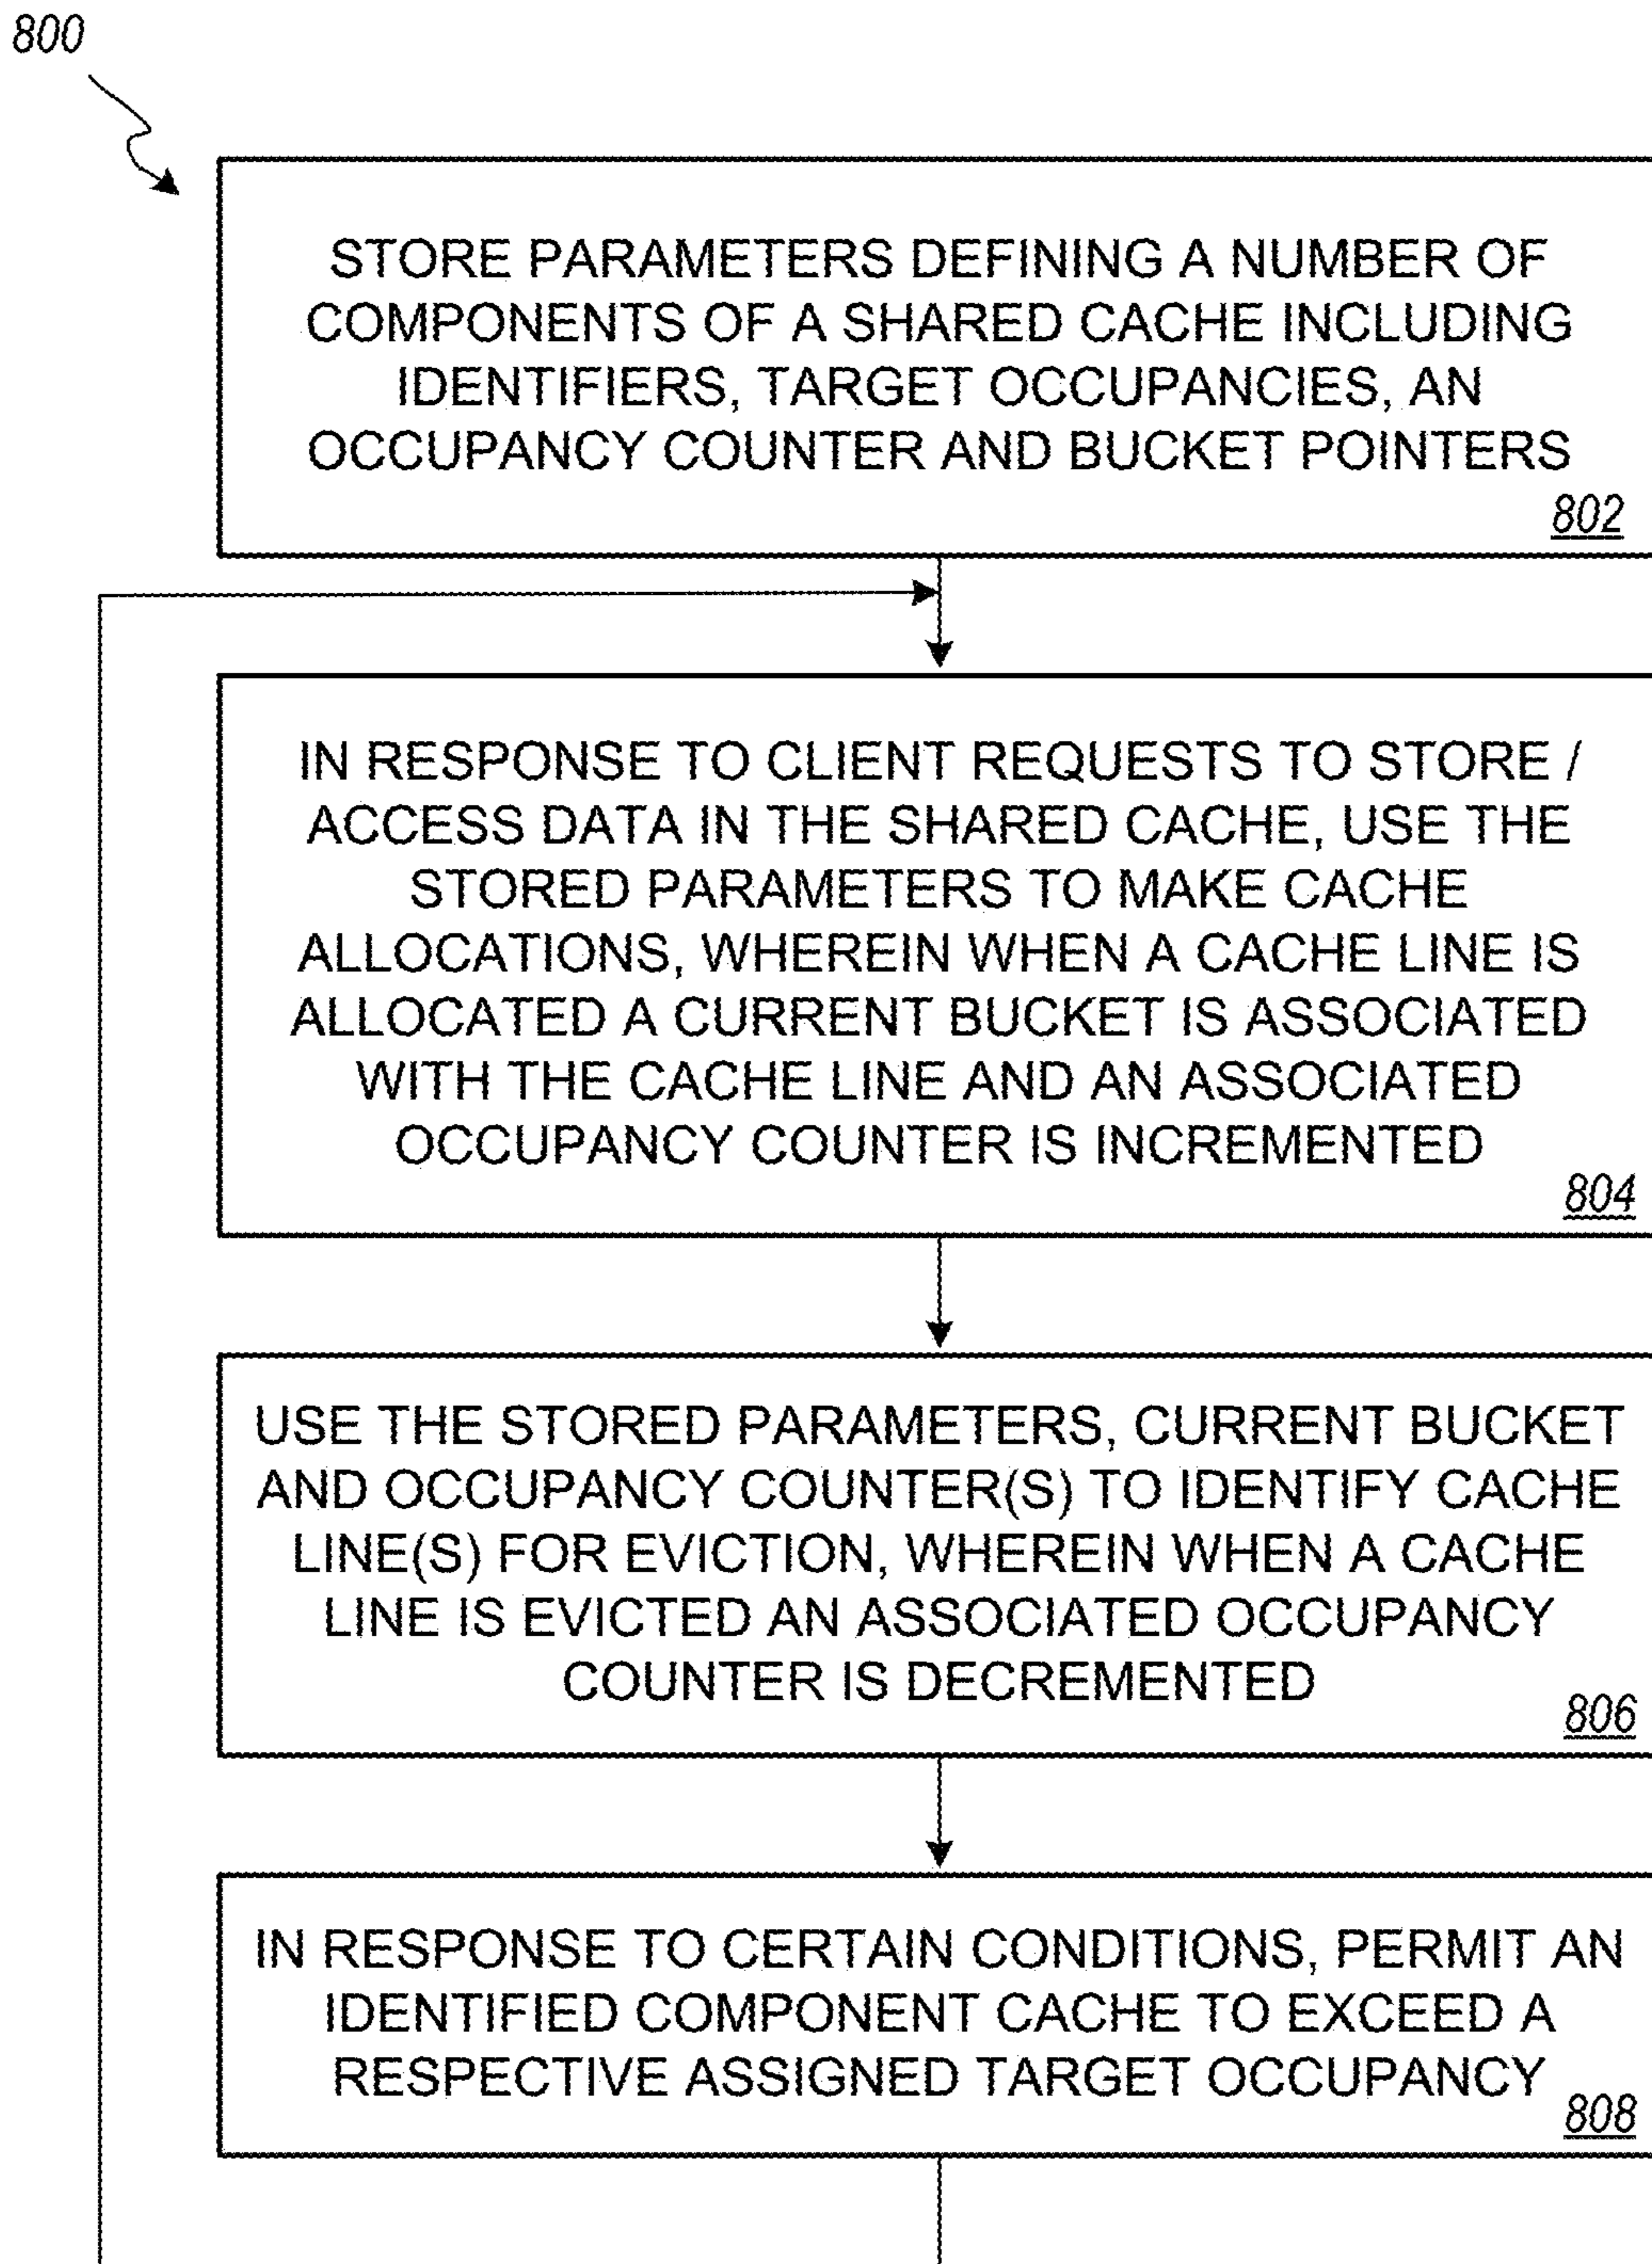 800
STORE PARAMETERS DEFINING A NUMBER OF
COMPONENTS OF A SHARED CACHE INCLUDING
IDENTIFIERS, TARGET OCCUPANCIES, AN
OCCUPANCY COUNTER AND BUCKET POINTERS
802
IN RESPONSE TO CLIENT REQUESTS TO STORE /
ACCESS DATA IN THE SHARED CACHE, USE THE
STORED PARAMETERS TO MAKE CACHE
ALLOCATIONS, WHEREIN WHEN A CACHE LINE IS
ALLOCATED A CURRENT BUCKET IS ASSOCIATED
WITH THE CACHE LINE AND AN ASSOCIATED
OCCUPANCY COUNTER IS INCREMENTED
804
USE THE STORED PARAMETERS, CURRENT BUCKET
AND OCCUPANCY COUNTER(S) TO IDENTIFY CACHE
LINE(S) FOR EVICTION, WHEREIN WHEN A CACHE
LINE IS EVICTED AN ASSOCIATED OCCUPANCY
COUNTER IS DECREMENTED
806
IN RESPONSE TO CERTAIN CONDITIONS, PERMIT AN
IDENTIFIED COMPONENT CACHE TO EXCEED A
RESPECTIVE ASSIGNED TARGET OCCUPANCY
808